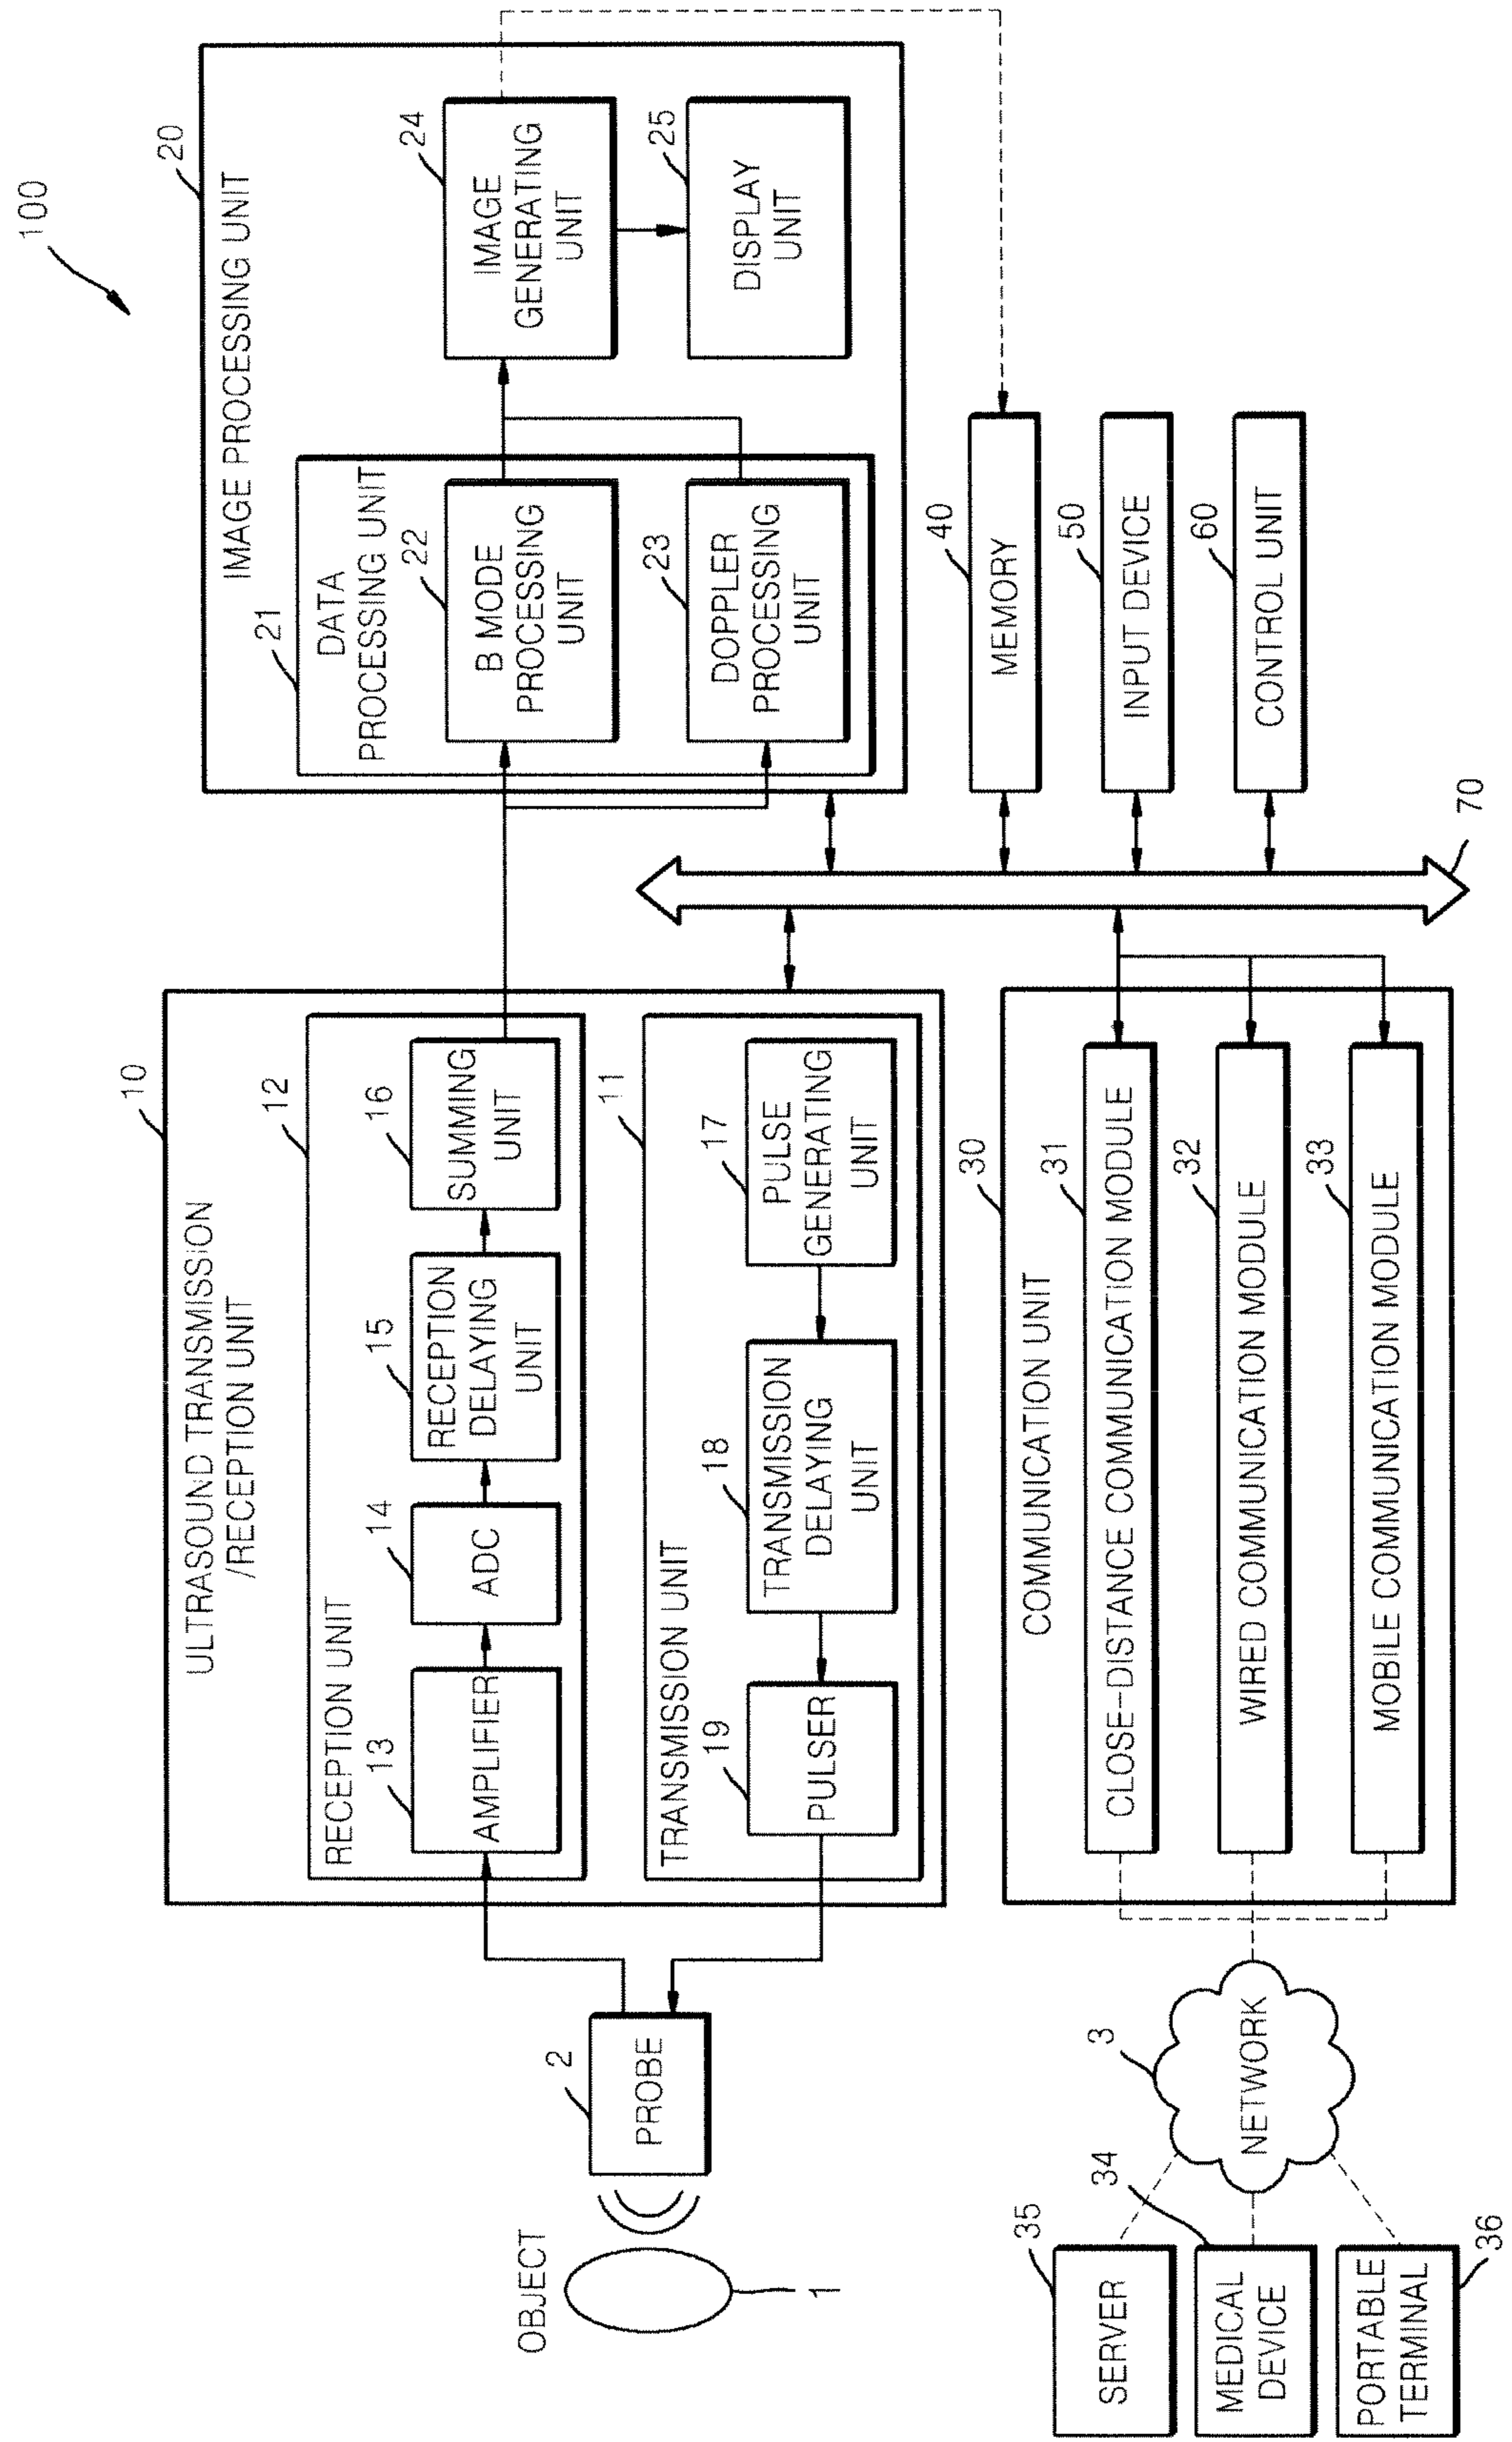 100
10
ULTRASOUND TRANSMISSION
/RECEPTION UNIT
12
RECEPTION UNIT
13
AMPLIFIER
14
ADC
15
RECEPTION
DELAYING
UNIT
16
SUMMING
UNIT
11
TRANSMISSION UNIT
19
PULSER
18
TRANSMISSION
DELAYING
UNIT
17
PULSE
GENERATING
UNIT
20
IMAGE PROCESSING UNIT
21
DATA
PROCESSING UNIT
22
B MODE
PROCESSING
UNIT
23
DOPPLER
PROCESSING
UNIT
24
IMAGE
GENERATING
UNIT
25
DISPLAY
UNIT
OBJECT
1
2
PROBE
40
MEMORY
50
INPUT DEVICE
60
CONTROL UNIT
70
30
COMMUNICATION UNIT
31
CLOSE-DISTANCE COMMUNICATION MODULE
32
WIRED COMMUNICATION MODULE
33
MOBILE COMMUNICATION MODULE
3
NETWORK
35
SERVER
34
MEDICAL
DEVICE
36
PORTABLE
TERMINAL